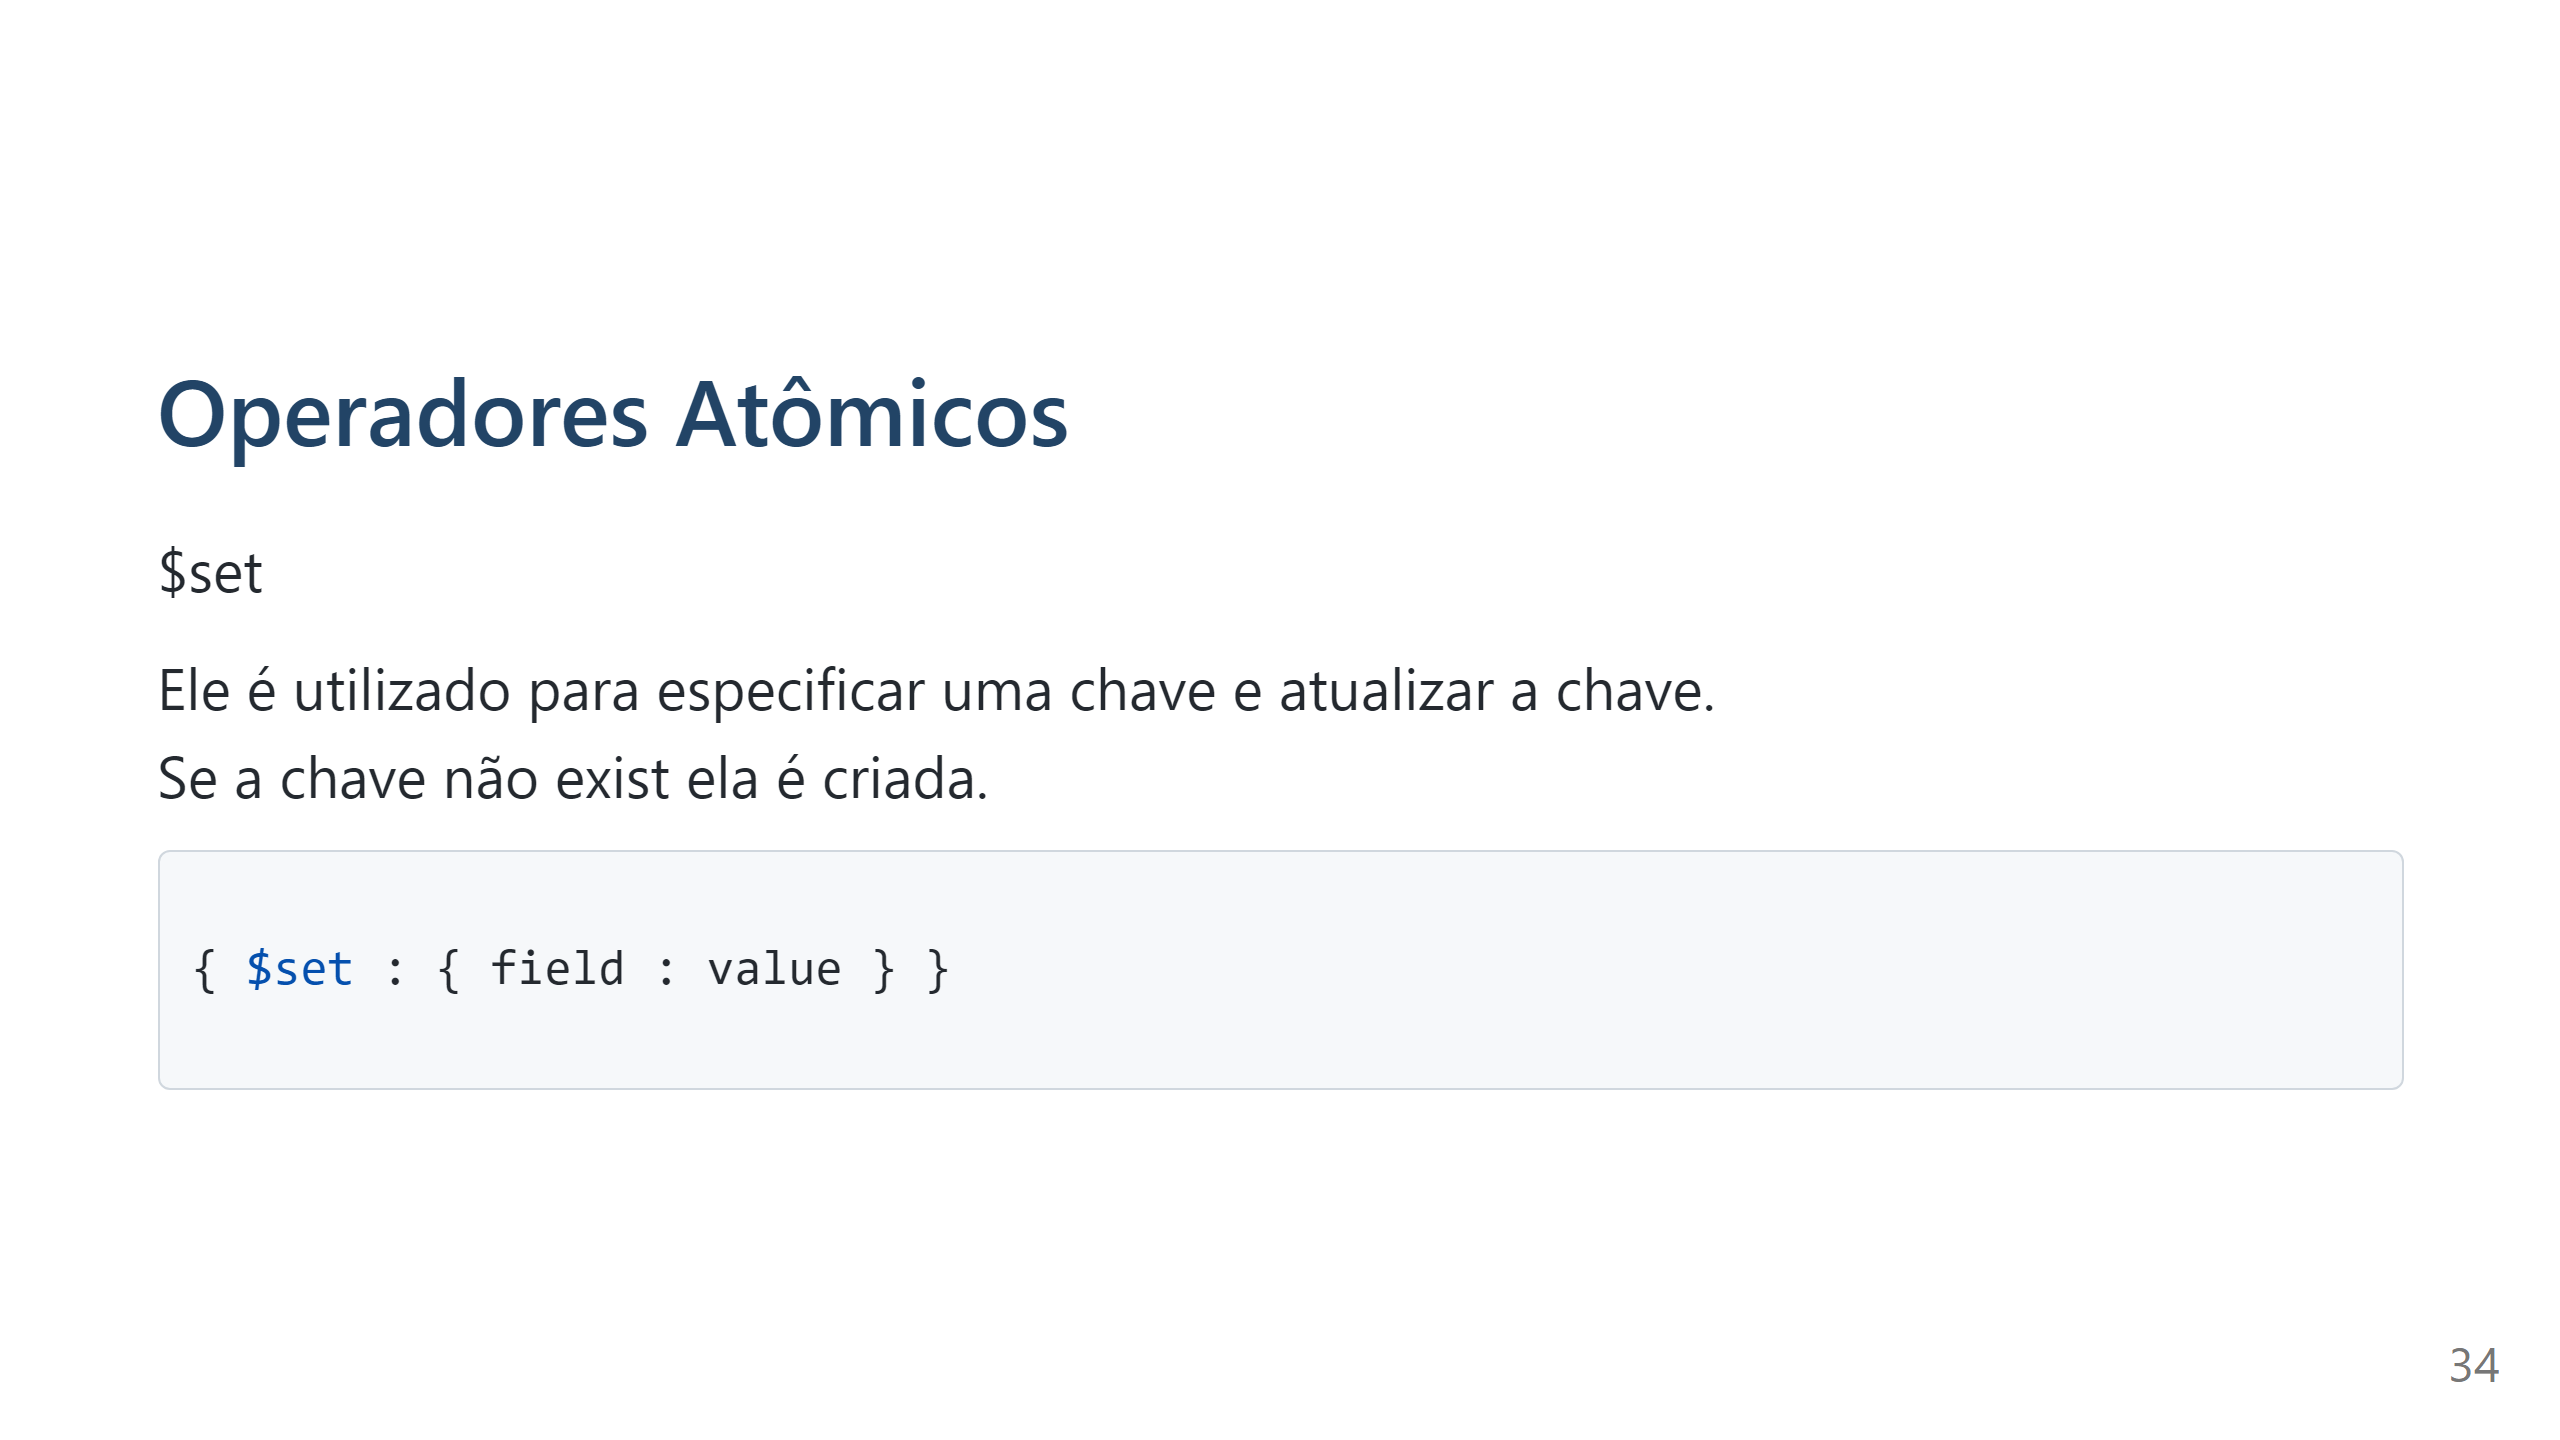 Operadores Atômicos
$set
Ele é utilizado para especificar uma chave e atualizar a chave.
Se a chave não exist ela é criada.
{ $set : { field : value } }
34